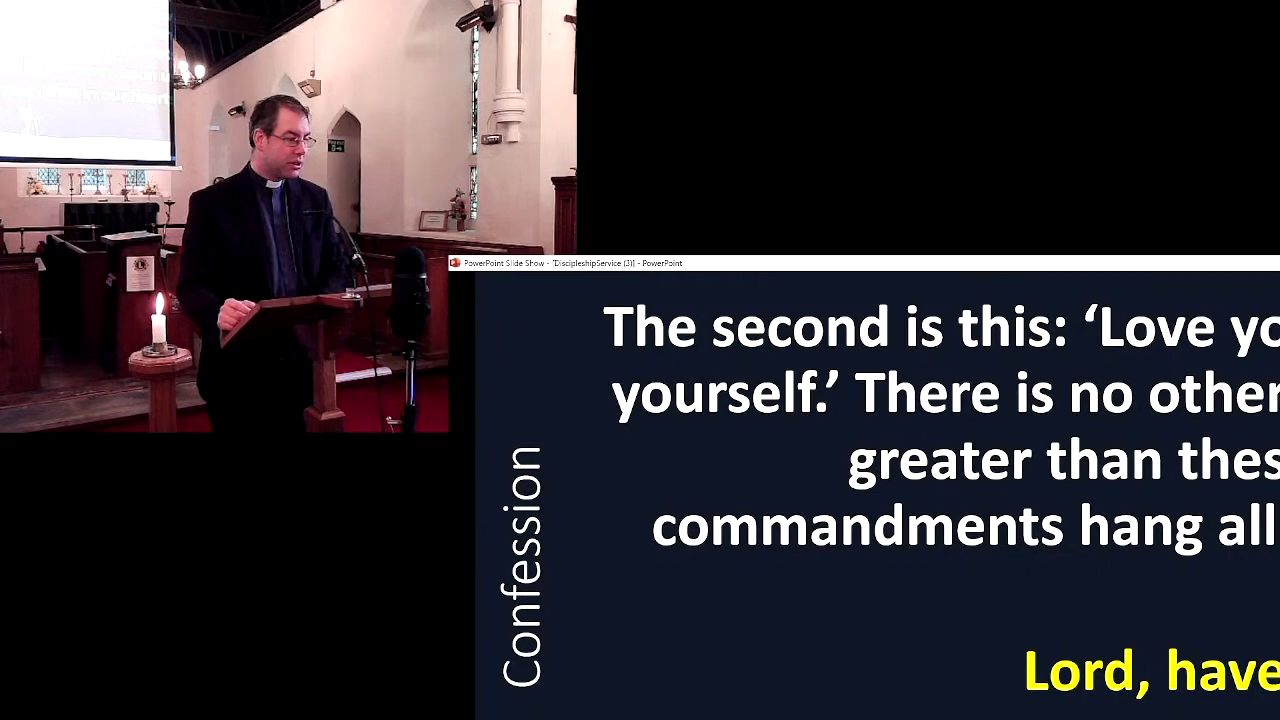 PowerPoint Slide Show - [DiscipleshipService (3)] - PowerPoint
The second is this: ‘Love yo
yourself.’ There is no other
greater than thes
commandments hang all
Confession
Lord, have